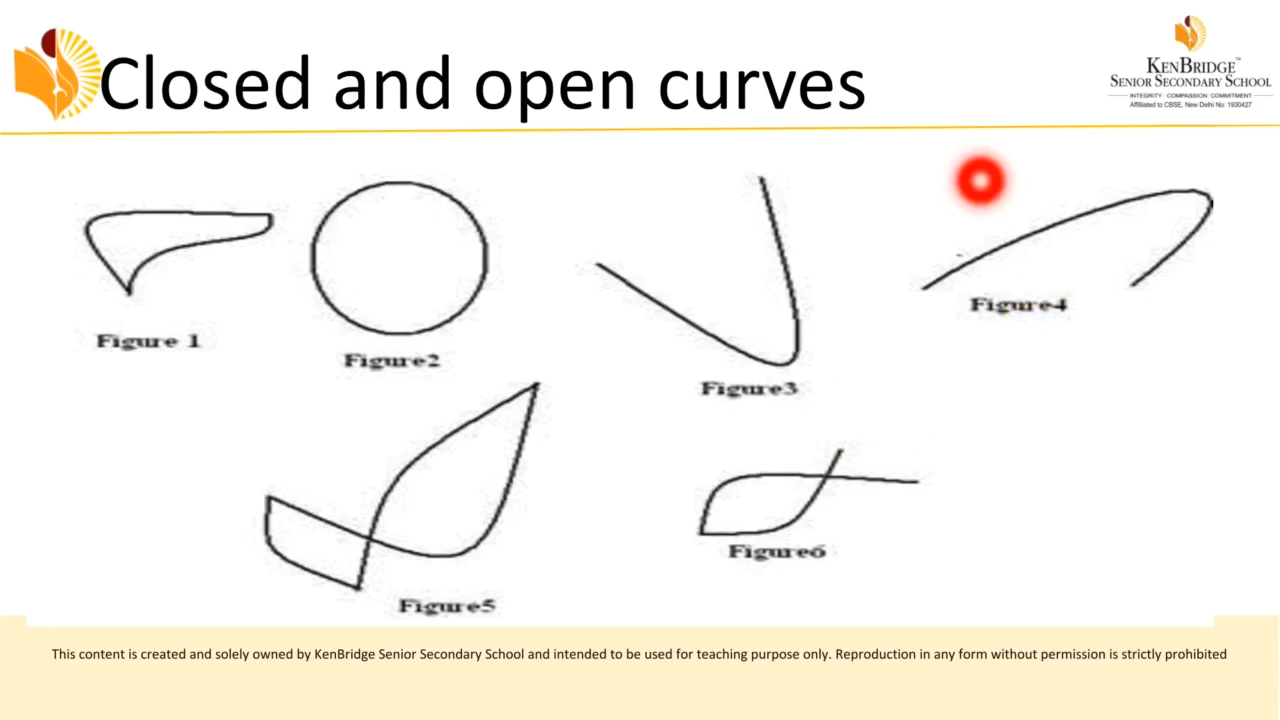 Closed and open curves
KENBRIDGE™
SENIOR SECONDARY SCHOOL
INTEGRITY | COMPASSION | COMMITMENT
Affiliated to CBSE, New Delhi No: 1930427
Figure 1
Figure2
Figure3
Figure4
Figure5
Figure6
This content is created and solely owned by KenBridge Senior Secondary School and intended to be used for teaching purpose only. Reproduction in any form without permission is strictly prohibited